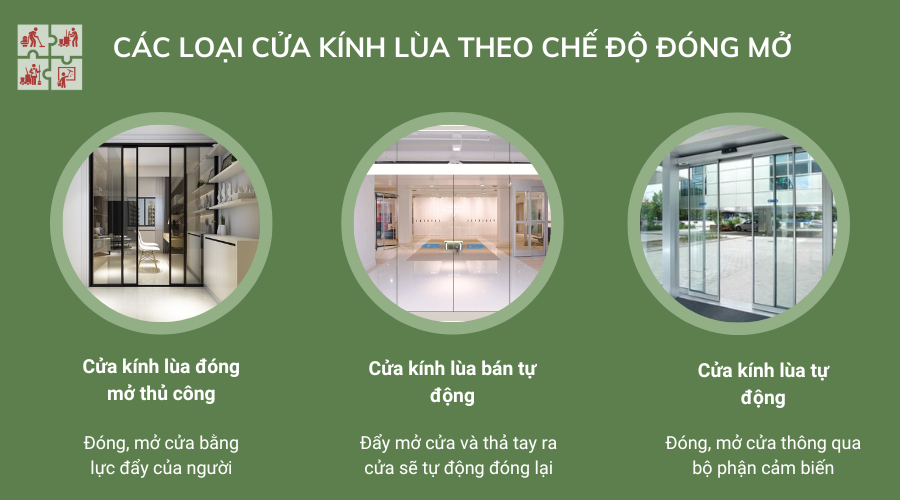 CÁC LOẠI CỬA KÍNH LÙA THEO CHẾ ĐỘ ĐÓNG MỞ
Cửa kính lùa đóng
mở thủ công
Đóng, mở cửa bằng
lực đẩy của người
Cửa kính lùa bán tự
động
Đẩy mở cửa và thả tay ra
cửa sẽ tự động đóng lại
Cửa kính lùa tự
động
Đóng, mở cửa thông qua
bộ phận cảm biến